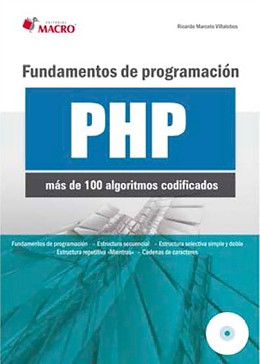 EDITORIAL
MACRO
Ricardo Marcelo Villalobos
Fundamentos de programación
PHP
más de 100 algoritmos codificados
Fundamentos de programación - Estructura secuencial - Estructura selectiva simple y doble
Estructura repetitiva «Mientras» - Cadenas de caracteres